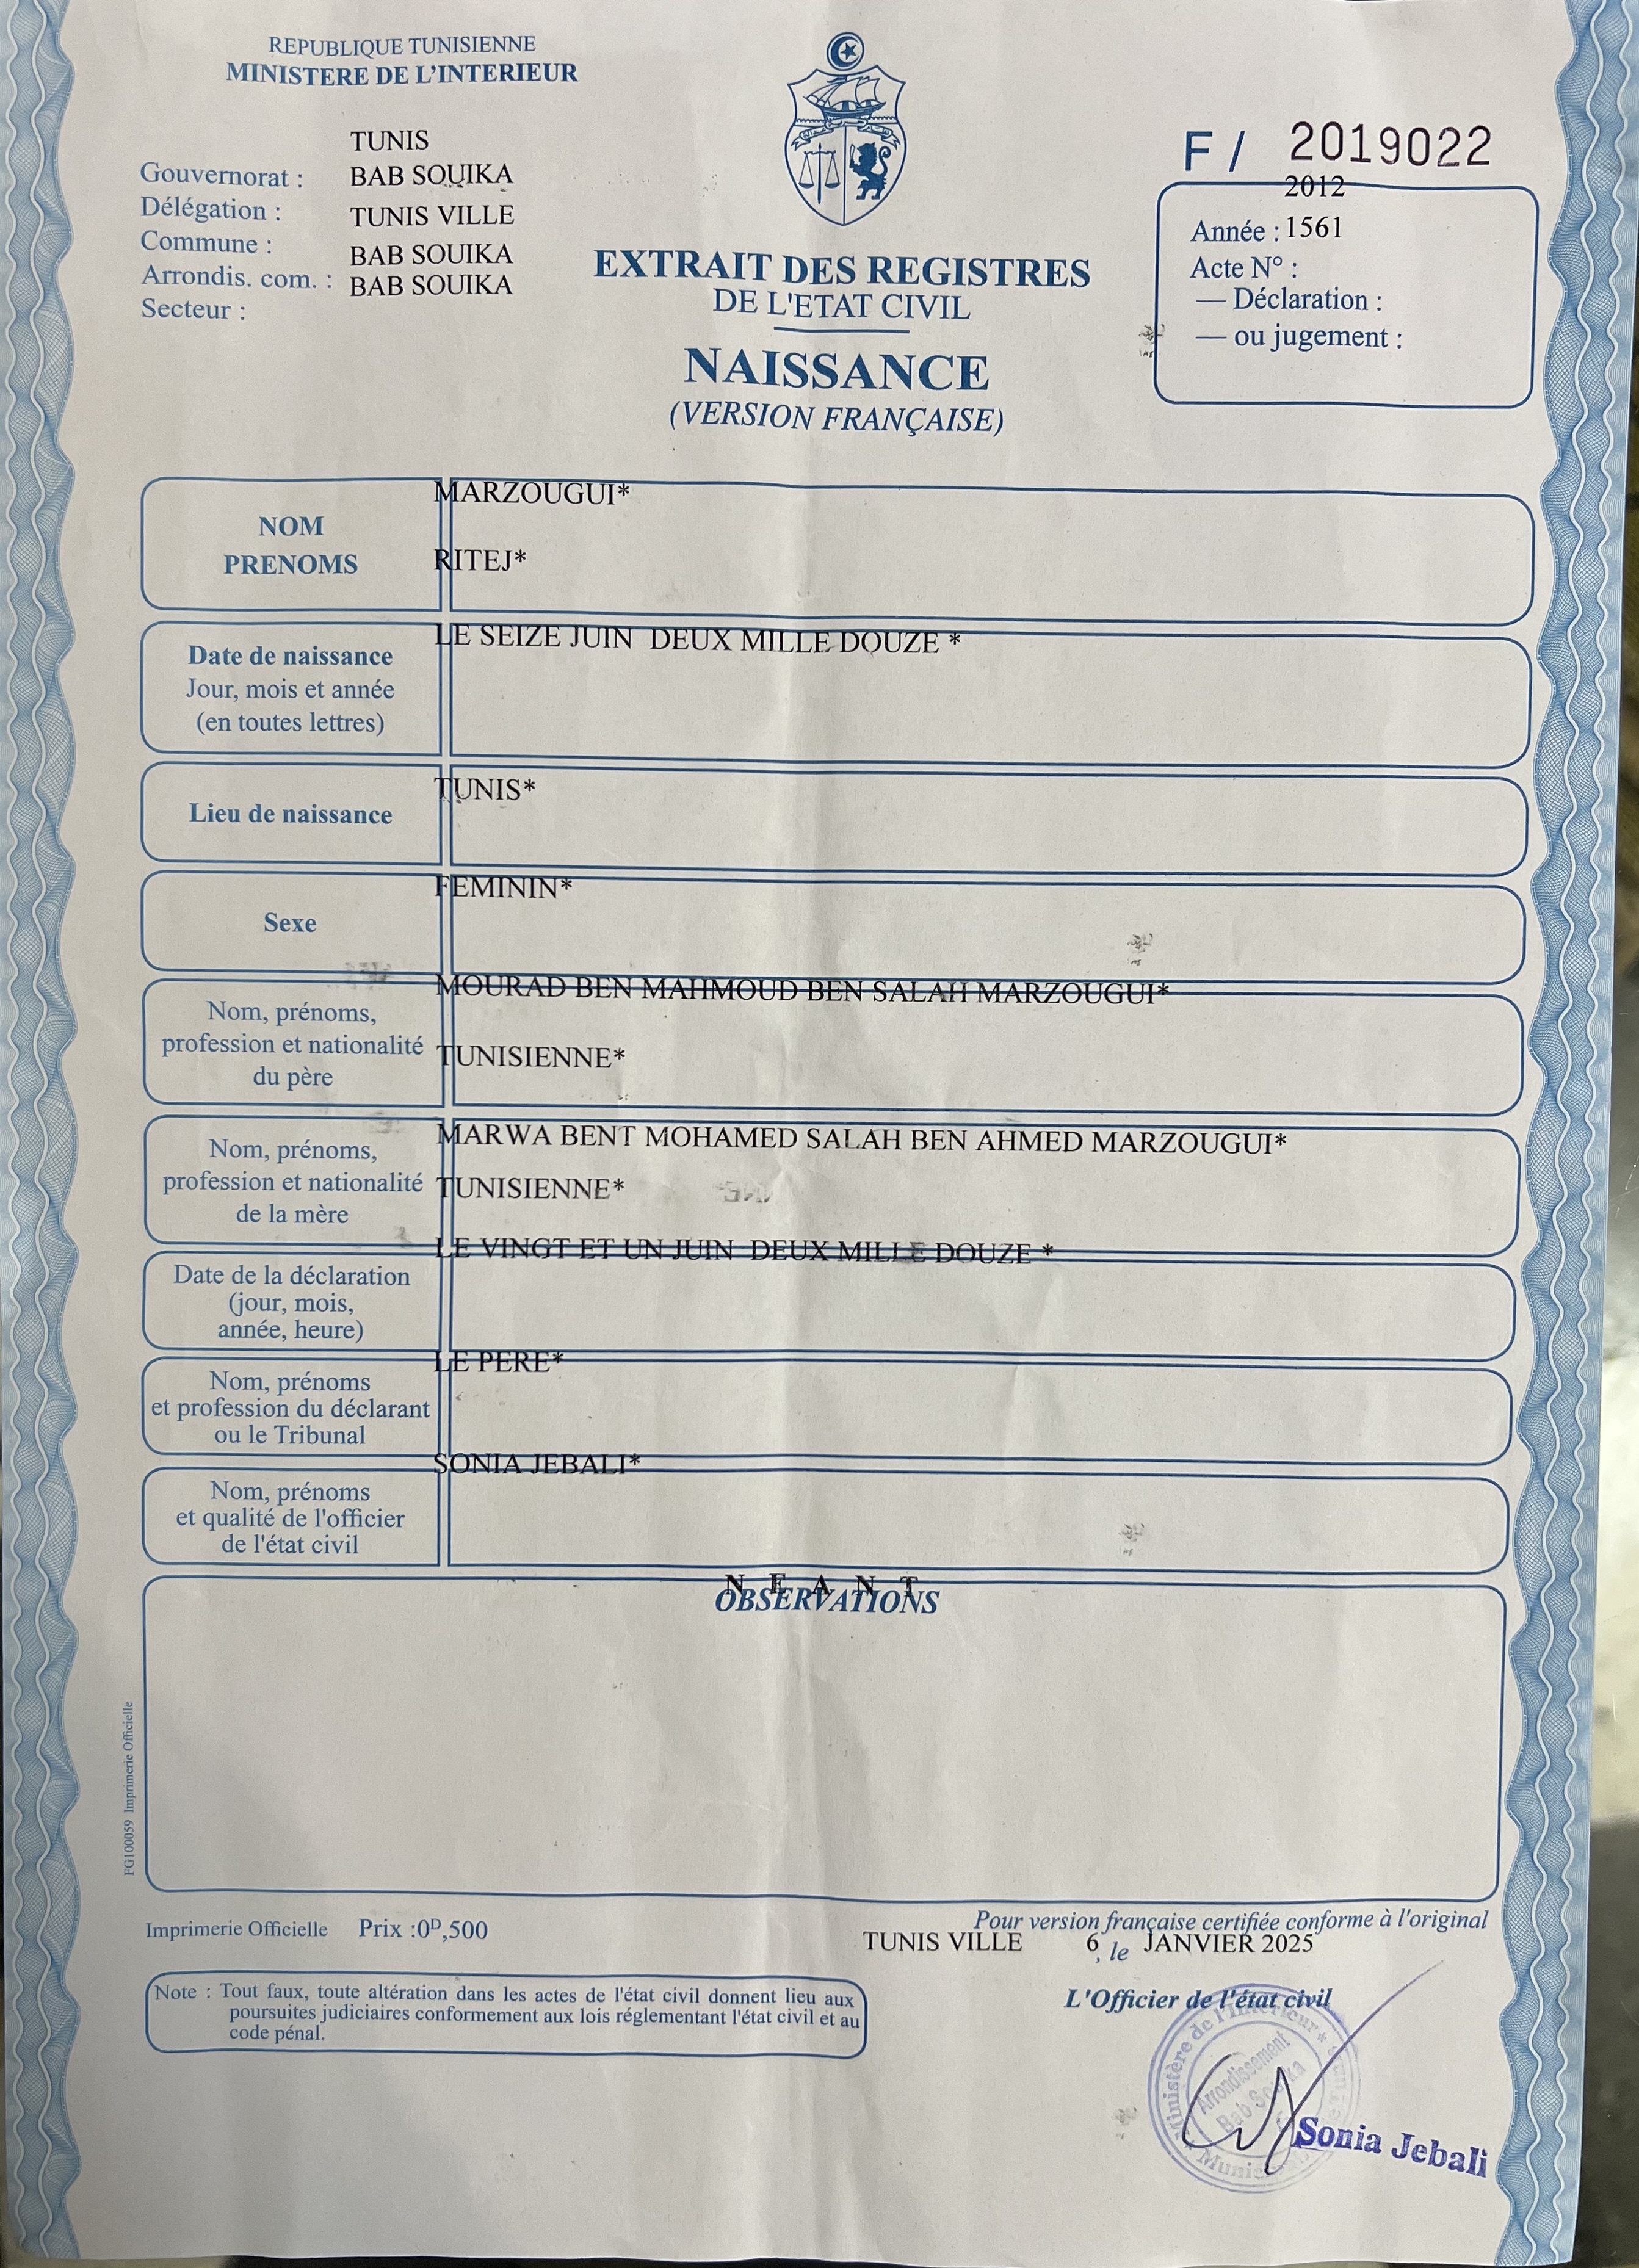 REPUBLIQUE TUNISIENNE
MINISTERE DE L'INTERIEUR
TUNIS
Gouvernorat : BAB SOUIKA
Délégation : TUNIS VILLE
Commune : BAB SOUIKA
Arrondis. com. : BAB SOUIKA
Secteur :
EXTRAIT DES REGISTRES
DE L'ETAT CIVIL
NAISSANCE
(VERSION FRANÇAISE)
F / 2019022
2012
Année : 1561
Acte N° :
— Déclaration :
— ou jugement :
MARZOUGUI*
NOM
PRENOMS
RITEJ*
LE SEIZE JUIN DEUX MILLE DOUZE *
Date de naissance
Jour, mois et année
(en toutes lettres)
TUNIS*
Lieu de naissance
FEMININ*
Sexe
MOURAD BEN MAHMOUD BEN SALAH MARZOUGUI*
Nom, prénoms,
profession et nationalité
du père
TUNISIENNE*
MARWA BENT MOHAMED SALAH BEN AHMED MARZOUGUI*
Nom, prénoms,
profession et nationalité
de la mère
TUNISIENNE*
LE VINGT ET UN JUIN DEUX MILLE DOUZE *
Date de la déclaration
(jour, mois,
année, heure)
LE PERE*
Nom, prénoms
et profession du déclarant
ou le Tribunal
SONIA JEBALI*
Nom, prénoms
et qualité de l'officier
de l'état civil
N E A N T
OBSERVATIONS
FG100059 Imprimerie Officielle
Imprimerie Officielle Prix :0D,500
Pour version française certifiée conforme à l'original
TUNIS VILLE 6, le JANVIER 2025
Note : Tout faux, toute altération dans les actes de l'état civil donnent lieu aux
poursuites judiciaires conformement aux lois réglementant l'état civil et au
code pénal.
L'Officier de l'état civil
Ministère de l'Intérieur *
Arrondissement
Bab Souika
Sonia Jebali